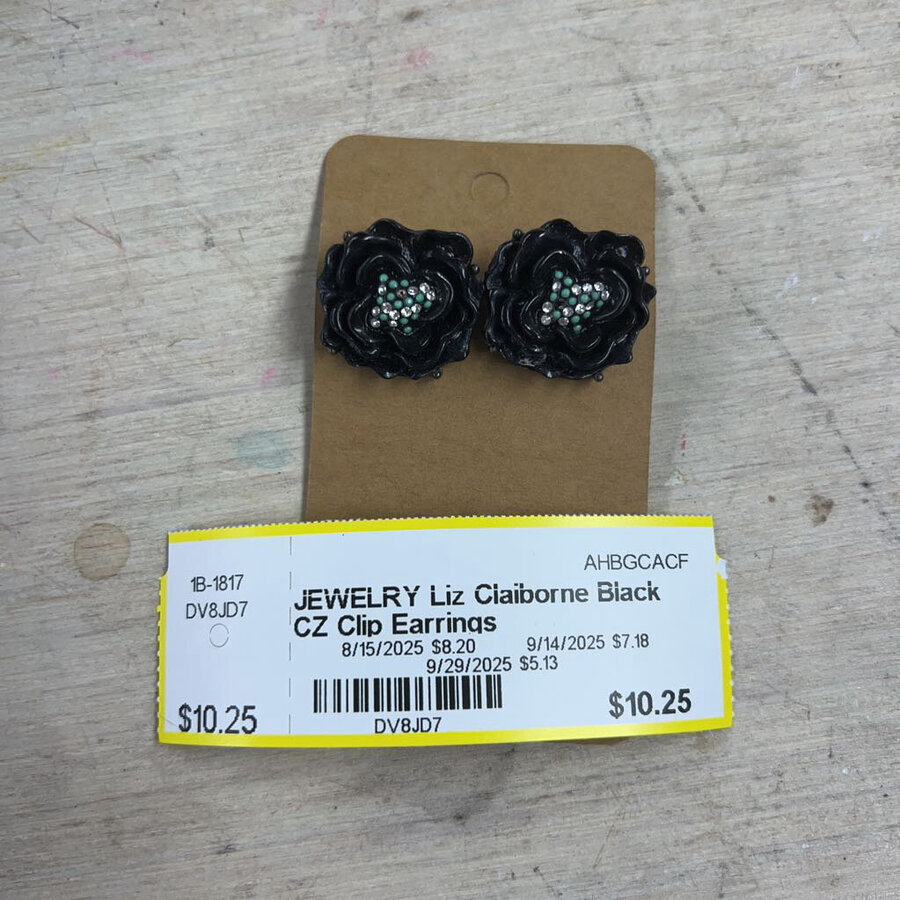 1B-1817
DV8JD7
$10.25
AHBGCACF
JEWELRY Liz Claiborne Black
CZ Clip Earrings
8/15/2025 $8.20 9/14/2025 $7.18
9/29/2025 $5.13
DV8JD7
$10.25